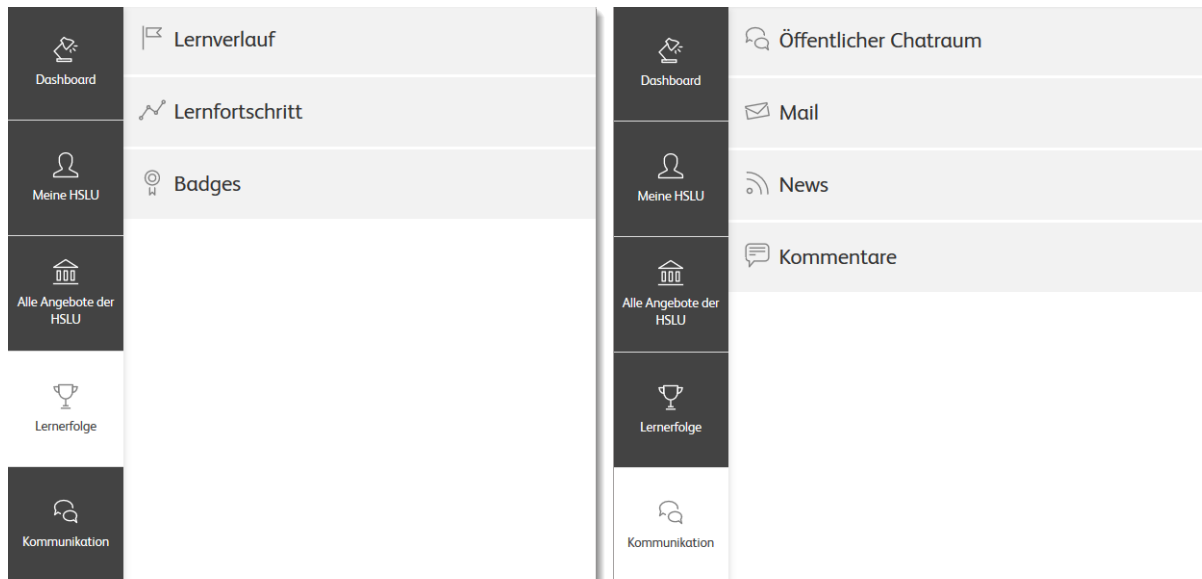 Dashboard
Meine HSLU
Alle Angebote der
HSLU
Lernerfolge
Kommunikation
Lernverlauf
Lernfortschritt
Badges
Dashboard
Meine HSLU
Alle Angebote der
HSLU
Lernerfolge
Kommunikation
Öffentlicher Chatraum
Mail
News
Kommentare